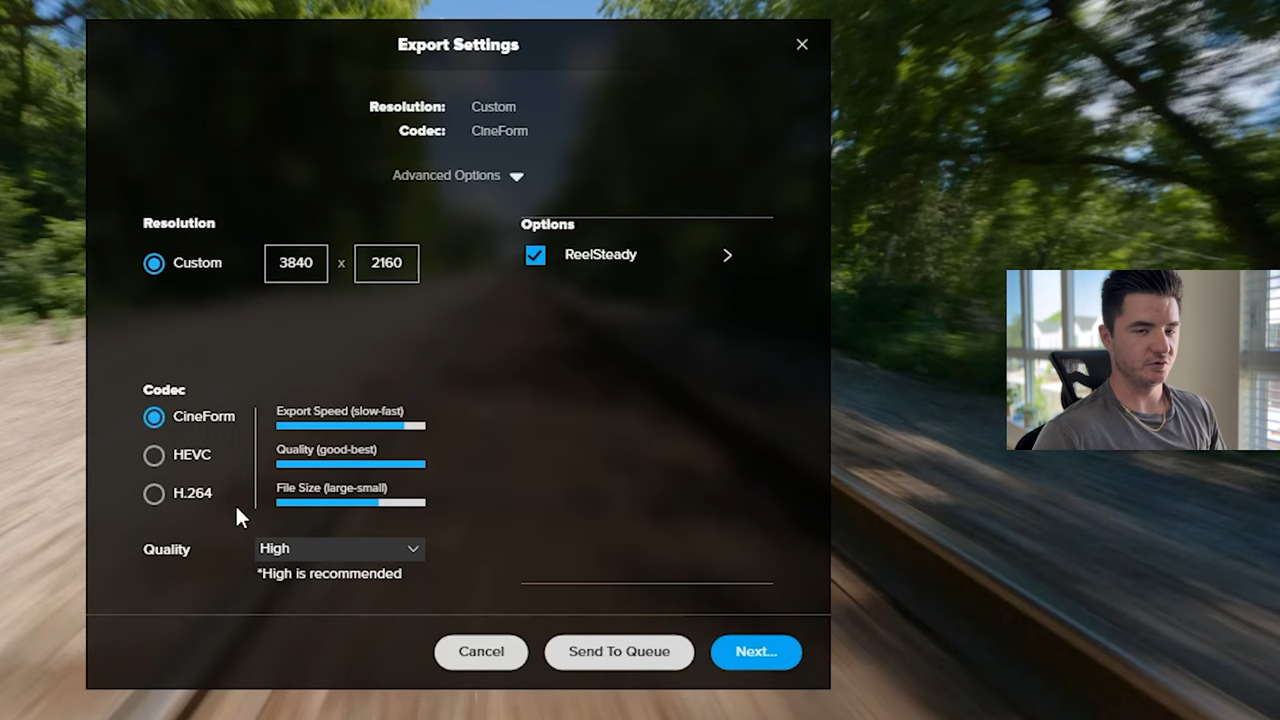 Export Settings
Resolution: Custom
Codec: CineForm
Advanced Options
Resolution
Custom 3840 x 2160
Options
ReelSteady
Codec
CineForm
HEVC
H.264
Export Speed (slow-fast)
Quality (good-best)
File Size (large-small)
Quality High
*High is recommended
Cancel
Send To Queue
Next...